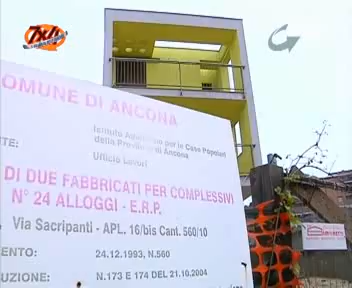 OMUNE DI ANCONA
Istituto Autonomo per le Case Popolari
della Provincia di Ancona
Ufficio Lavori
DI DUE FABBRICATI PER COMPLESSIVI
N° 24 ALLOGGI - E.R.P.
Via Sacripanti - APL. 16/bis Cant. 560/10
ENTO: 24.12.1993, N.560
UZIONE: N.173 E 174 DEL 21.10.2004